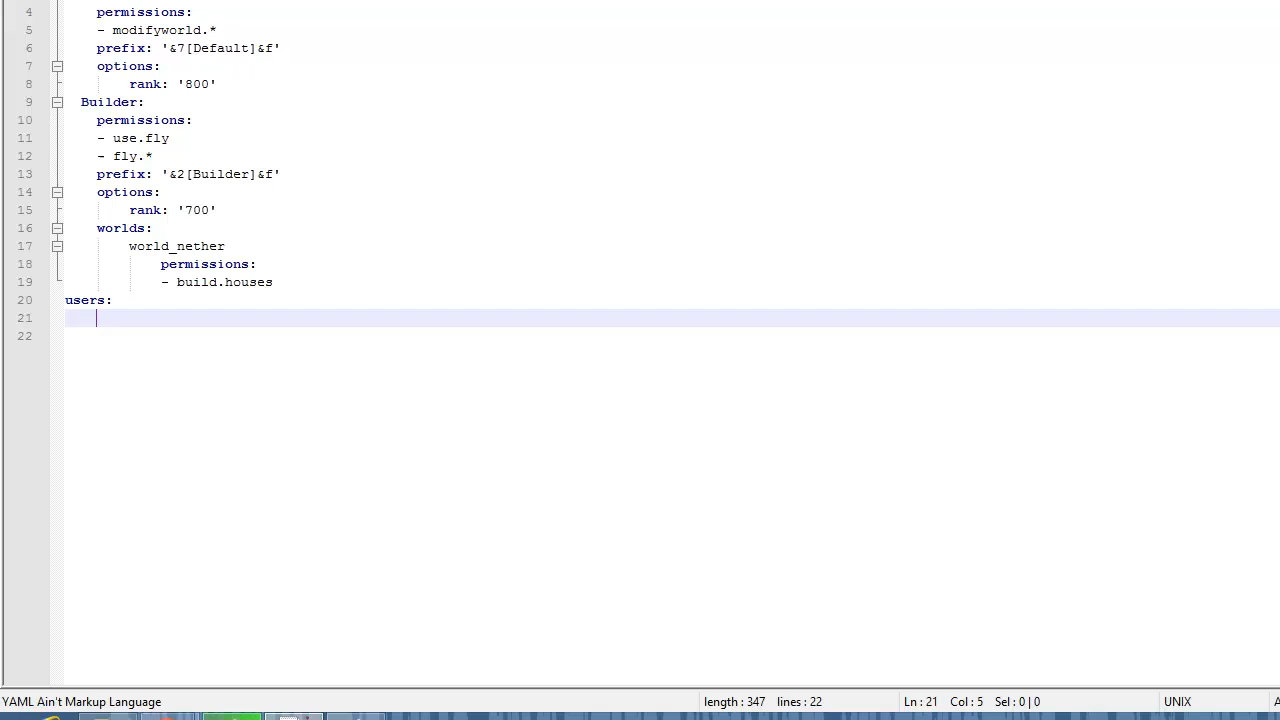 4 permissions:
5 - modifyworld.*
6 prefix: '&7[Default]&f'
7 options:
8 rank: '800'
9 Builder:
10 permissions:
11 - use.fly
12 - fly.*
13 prefix: '&2[Builder]&f'
14 options:
15 rank: '700'
16 worlds:
17 world_nether
18 permissions:
19 - build.houses
20 users:
21
22
YAML Ain't Markup Language length : 347 lines : 22 Ln : 21 Col : 5 Sel : 0 | 0 UNIX A